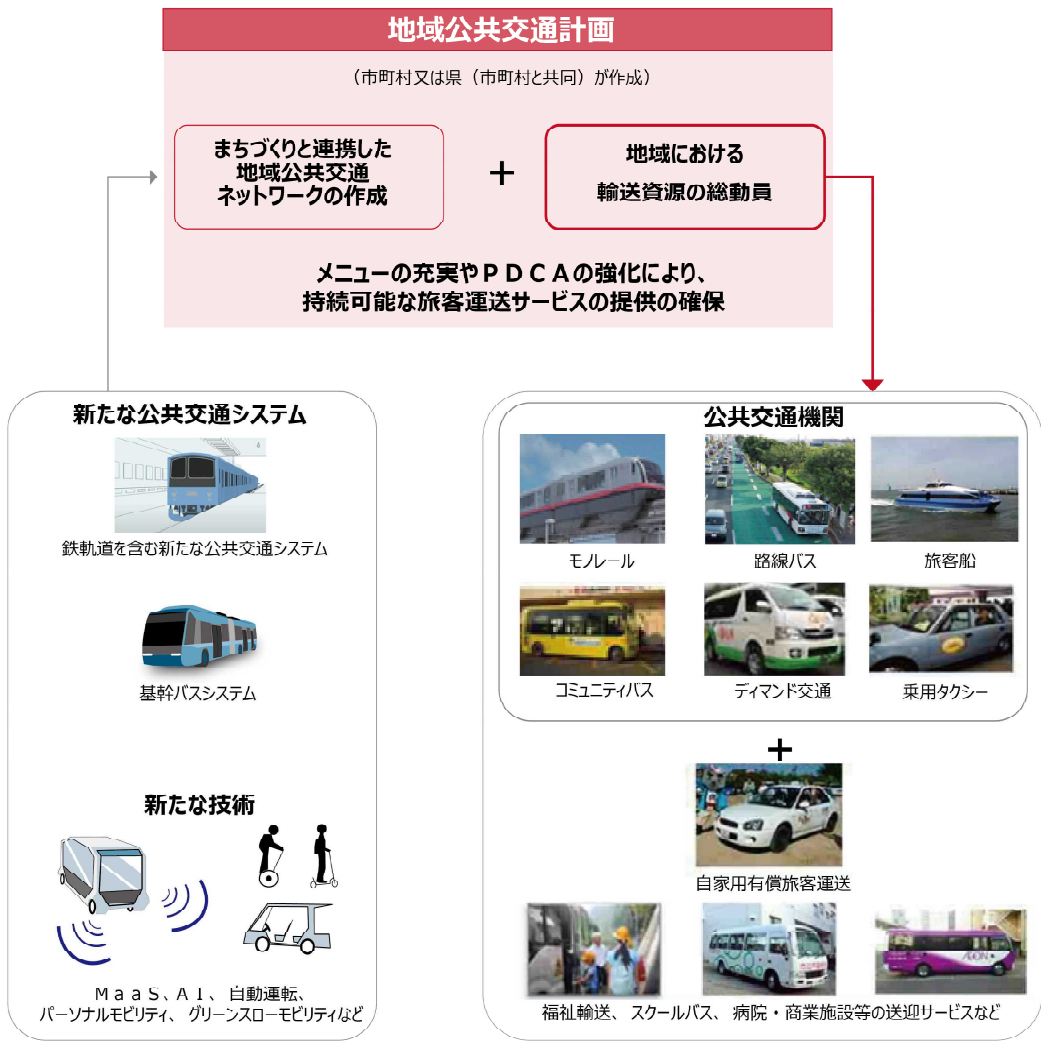 地域公共交通計画
（市町村又は県（市町村と共同）が作成）
まちづくりと連携した
地域公共交通
ネットワークの作成
＋
地域における
輸送資源の総動員
メニューの充実やＰＤＣＡの強化により、
持続可能な旅客運送サービスの提供の確保
新たな公共交通システム
鉄軌道を含む新たな公共交通システム
基幹バスシステム
新たな技術
ＭａａＳ、ＡＩ、自動運転、
パーソナルモビリティ、グリーンスローモビリティなど
公共交通機関
モノレール
路線バス
旅客船
コミュニティバス
ディマンド交通
乗用タクシー
＋
自家用有償旅客運送
AEON
福祉輸送、スクールバス、病院・商業施設等の送迎サービスなど